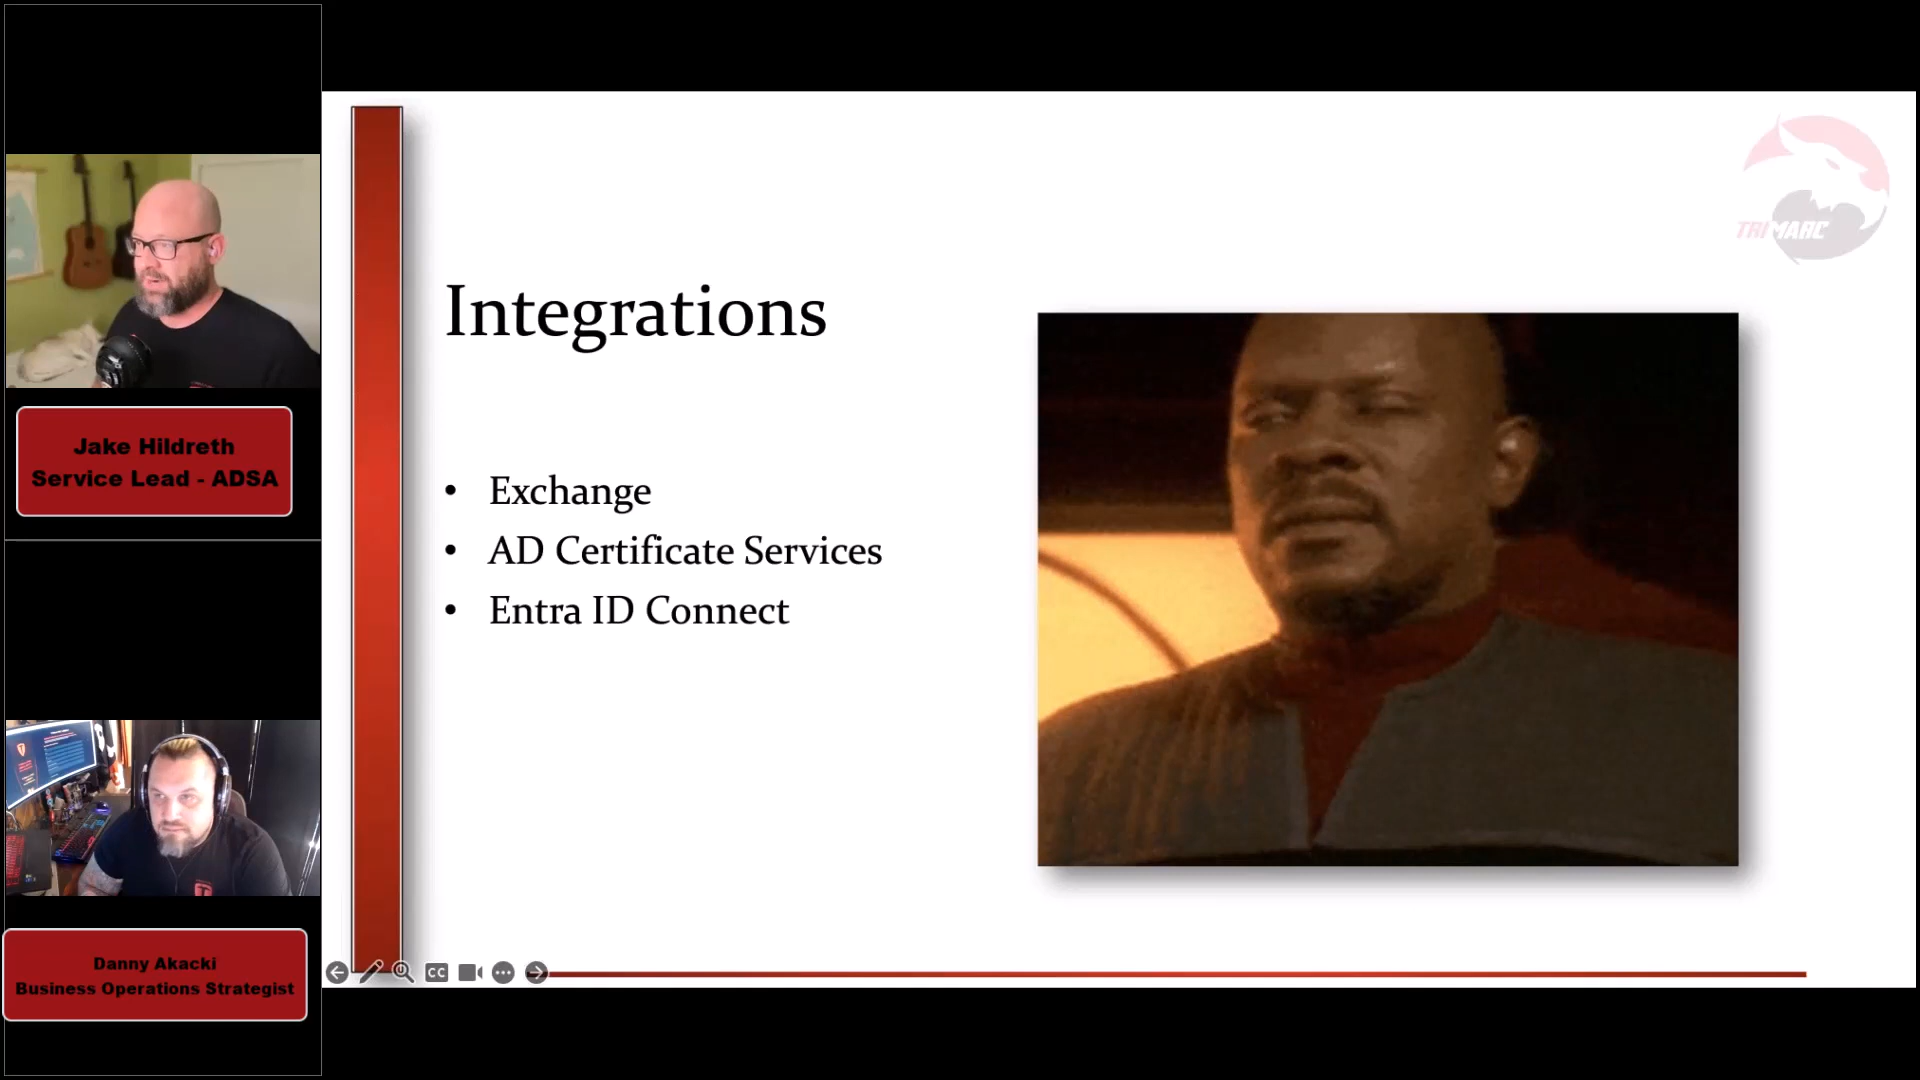 TRIMARC
Integrations
• Exchange
• AD Certificate Services
• Entra ID Connect
Jake Hildreth
Service Lead - ADSA
Danny Akacki
Business Operations Strategist
CC